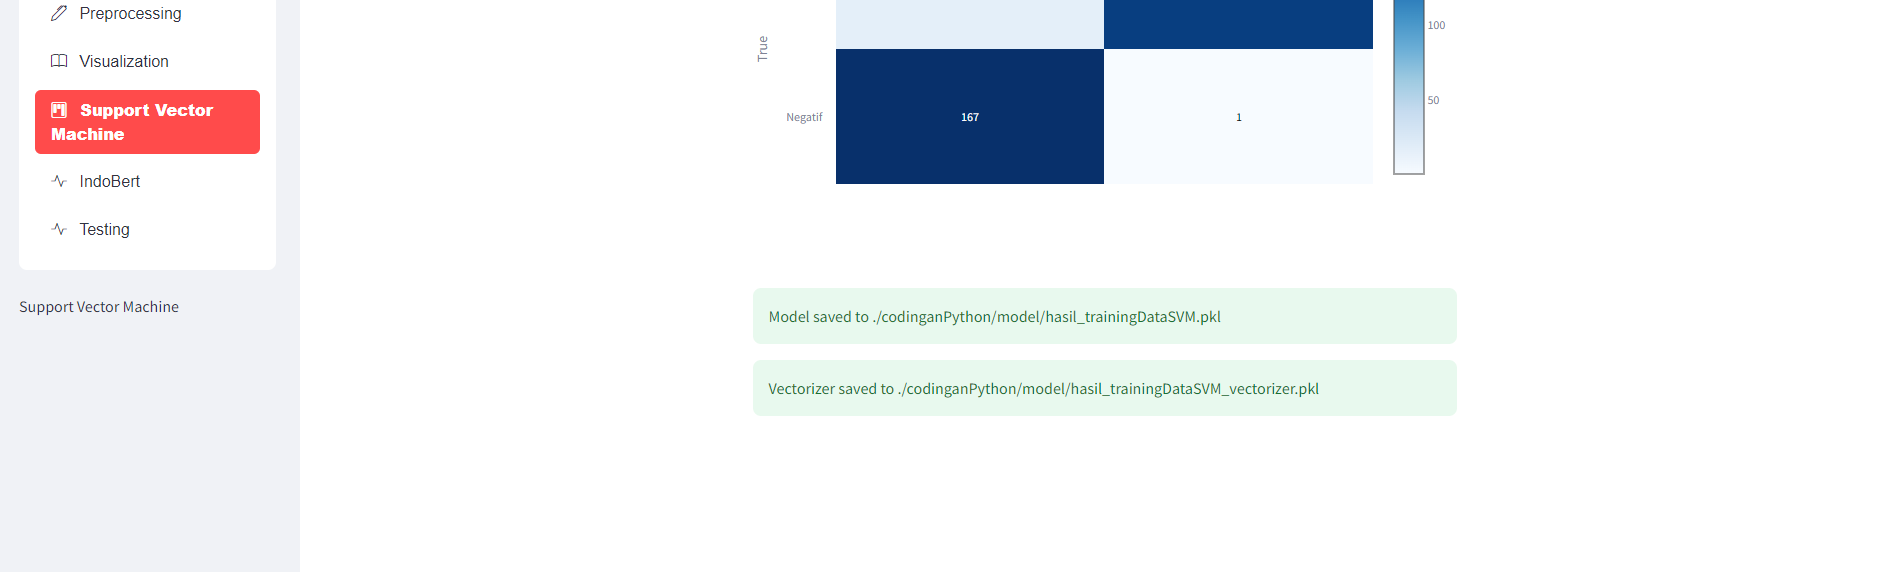 Preprocessing
Visualization
Support Vector
Machine
IndoBert
Testing
Support Vector Machine
True
Negatif
167
1
100
50
Model saved to ./codinganPython/model/hasil_trainingDataSVM.pkl
Vectorizer saved to ./codinganPython/model/hasil_trainingDataSVM_vectorizer.pkl